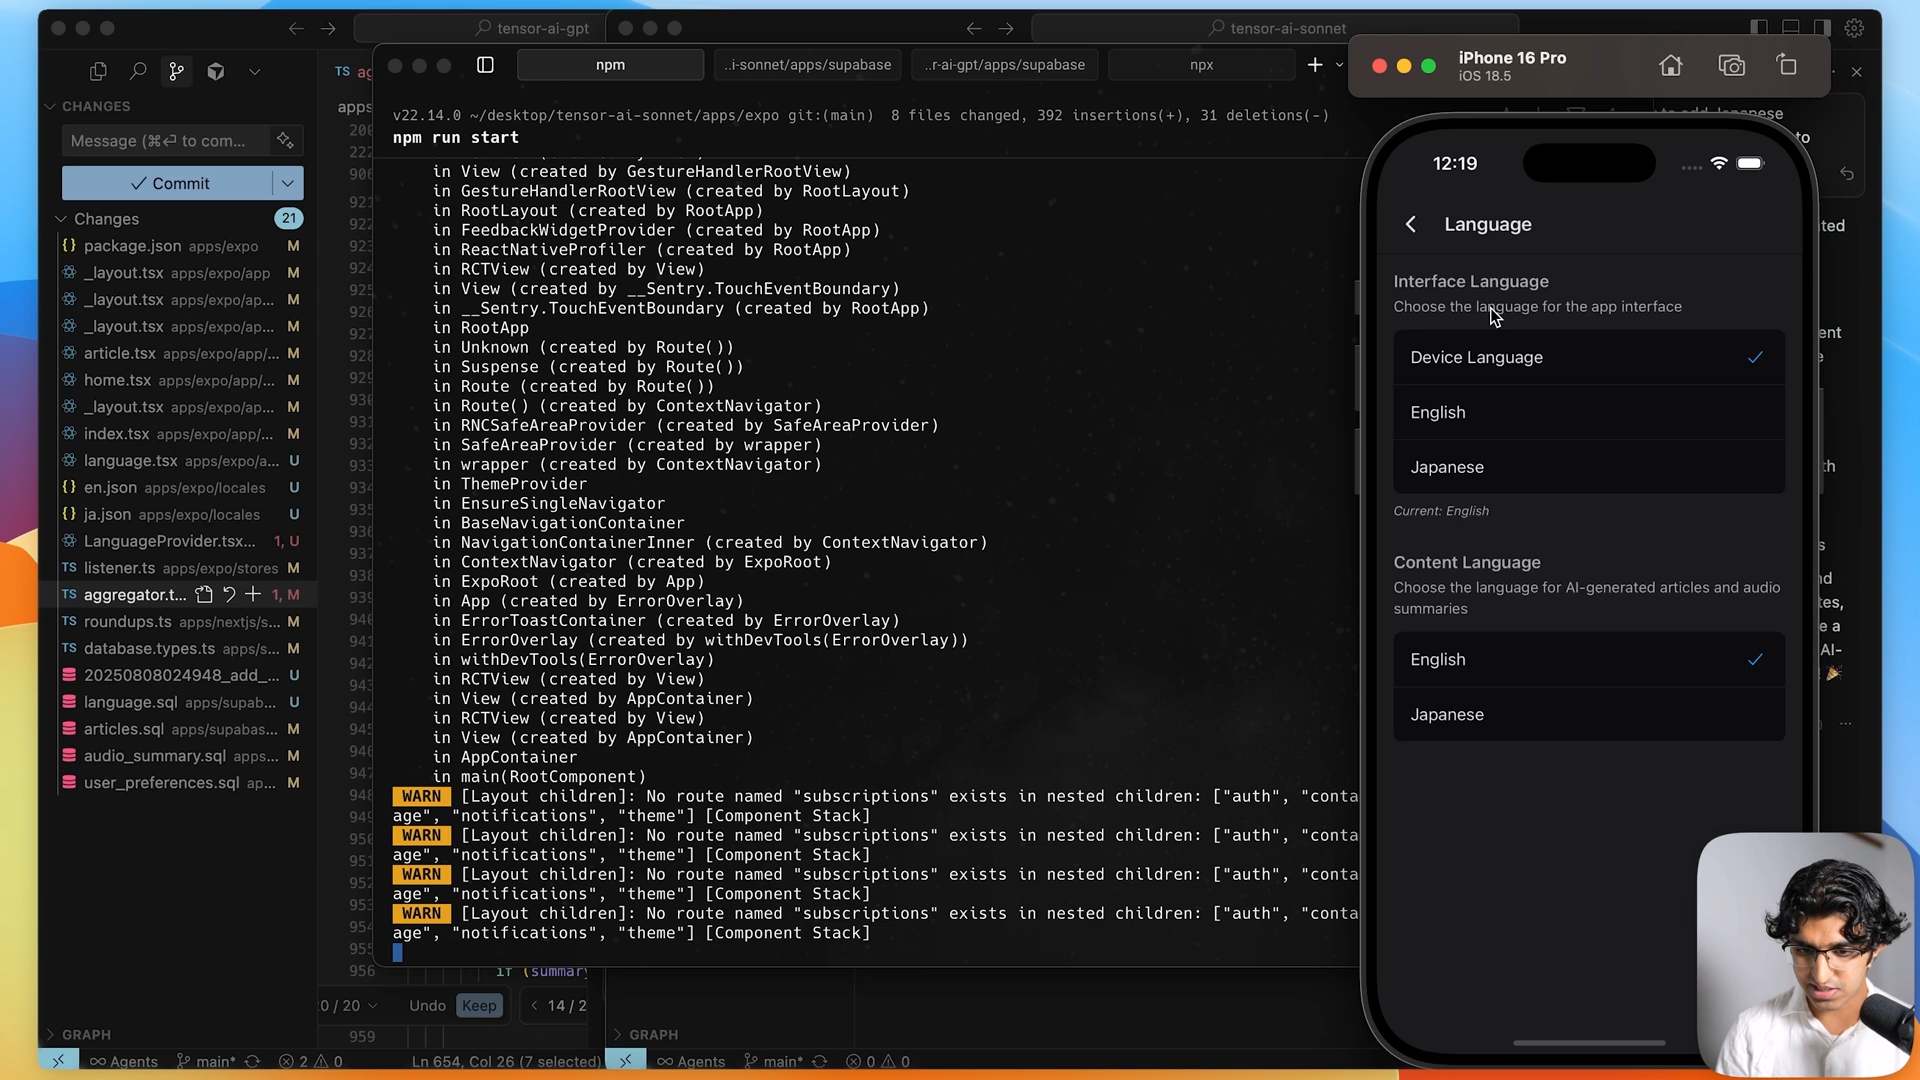 tensor-ai-gpt
tensor-ai-sonnet
CHANGES
Message (⌘⏎ to com...
Commit
Changes
21
package.json apps/expo M
_layout.tsx apps/expo/app M
_layout.tsx apps/expo/ap... M
_layout.tsx apps/expo/ap... M
article.tsx apps/expo/app/... M
home.tsx apps/expo/app/... M
_layout.tsx apps/expo/ap... M
index.tsx apps/expo/app/... M
language.tsx apps/expo/a... U
en.json apps/expo/locales U
ja.json apps/expo/locales U
LanguageProvider.tsx... 1, U
listener.ts apps/expo/stores M
TS aggregator.t... 1, M
TS roundups.ts apps/nextjs/s... M
TS database.types.ts apps/s... M
20250808024948_add_... U
language.sql apps/supab... U
articles.sql apps/supabas... M
audio_summary.sql apps... M
user_preferences.sql ap... M
GRAPH
Agents main* 2 0 Ln 654, Col 26 (7 selected)
npm
..i-sonnet/apps/supabase
..r-ai-gpt/apps/supabase
npx
v22.14.0 ~/desktop/tensor-ai-sonnet/apps/expo git:(main) 8 files changed, 392 insertions(+), 31 deletions(-)
npm run start
in View (created by GestureHandlerRootView)
in GestureHandlerRootView (created by RootLayout)
in RootLayout (created by RootApp)
in FeedbackWidgetProvider (created by RootApp)
in ReactNativeProfiler (created by RootApp)
in RCTView (created by View)
in View (created by __Sentry.TouchEventBoundary)
in __Sentry.TouchEventBoundary (created by RootApp)
in RootApp
in Unknown (created by Route())
in Suspense (created by Route())
in Route (created by Route())
in Route() (created by ContextNavigator)
in RNCSafeAreaProvider (created by SafeAreaProvider)
in SafeAreaProvider (created by wrapper)
in wrapper (created by ContextNavigator)
in ThemeProvider
in EnsureSingleNavigator
in BaseNavigationContainer
in NavigationContainerInner (created by ContextNavigator)
in ContextNavigator (created by ExpoRoot)
in ExpoRoot (created by App)
in App (created by ErrorOverlay)
in ErrorToastContainer (created by ErrorOverlay)
in ErrorOverlay (created by withDevTools(ErrorOverlay))
in withDevTools(ErrorOverlay)
in RCTView (created by View)
in View (created by AppContainer)
in RCTView (created by View)
in View (created by AppContainer)
in AppContainer
in main(RootComponent)
WARN [Layout children]: No route named "subscriptions" exists in nested children: ["auth", "conta
age", "notifications", "theme"] [Component Stack]
WARN [Layout children]: No route named "subscriptions" exists in nested children: ["auth", "conta
age", "notifications", "theme"] [Component Stack]
WARN [Layout children]: No route named "subscriptions" exists in nested children: ["auth", "conta
age", "notifications", "theme"] [Component Stack]
WARN [Layout children]: No route named "subscriptions" exists in nested children: ["auth", "conta
age", "notifications", "theme"] [Component Stack]
956 if (summar
Undo Keep 14 / 2
959
GRAPH
Agents main* 0 0
iPhone 16 Pro
iOS 18.5
12:19
Language
Interface Language
Choose the language for the app interface
Device Language
English
Japanese
Current: English
Content Language
Choose the language for AI-generated articles and audio
summaries
English
Japanese